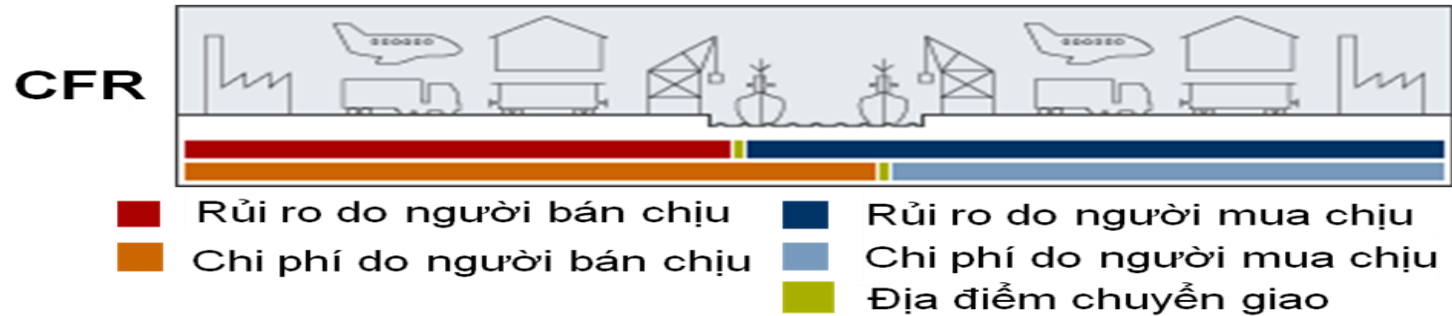 CFR
Rủi ro do người bán chịu
Rủi ro do người mua chịu
Chi phí do người bán chịu
Chi phí do người mua chịu
Địa điểm chuyển giao